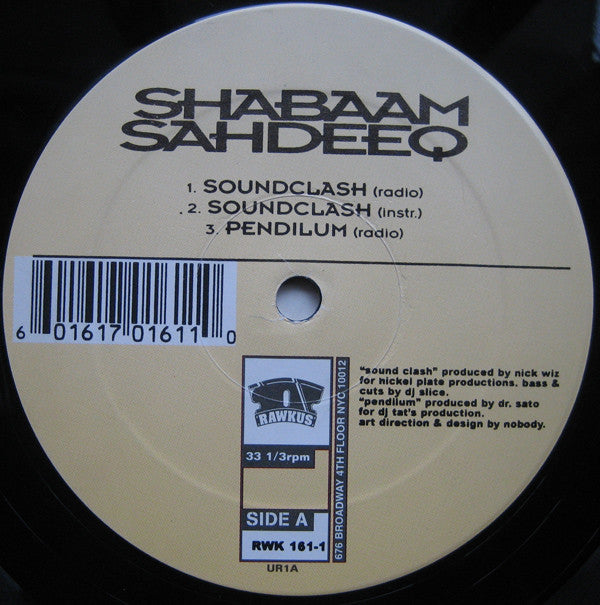 SHABAAM
SAHDEEQ
1. SOUNDCLASH (radio)
. 2. SOUNDCLASH (instr.)
3. PENDILUM (radio)
6 01617 01611 0
"sound clash" produced by nick wiz
for nickel plate productions. bass &
cuts by dj slice.
"pendilum" produced by dr. sato
for dj tat's production.
art direction & design by nobody.
RAWKUS
33 1/3rpm
SIDE A
RWK 161-1
676 BROADWAY 4TH FLOOR NYC 10012
UR1A